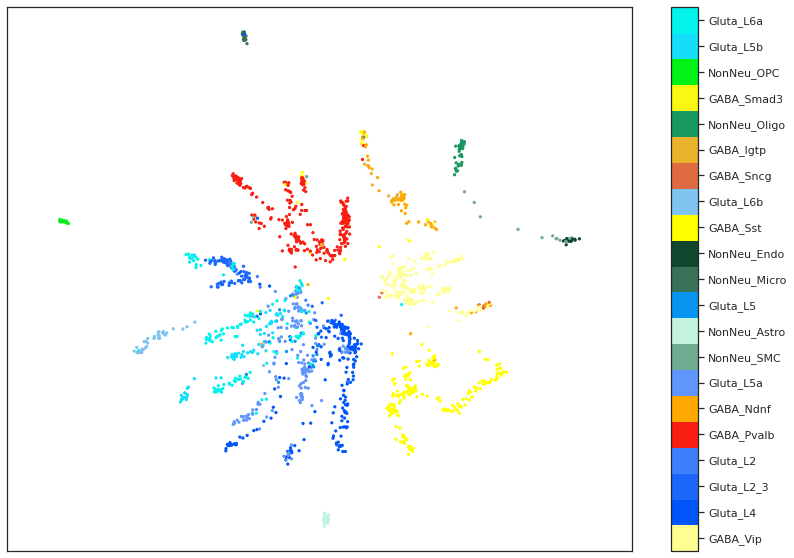 Gluta_L6a
Gluta_L5b
NonNeu_OPC
GABA_Smad3
NonNeu_Oligo
GABA_Igtp
GABA_Sncg
Gluta_L6b
GABA_Sst
NonNeu_Endo
NonNeu_Micro
Gluta_L5
NonNeu_Astro
NonNeu_SMC
Gluta_L5a
GABA_Ndnf
GABA_Pvalb
Gluta_L2
Gluta_L2_3
Gluta_L4
GABA_Vip